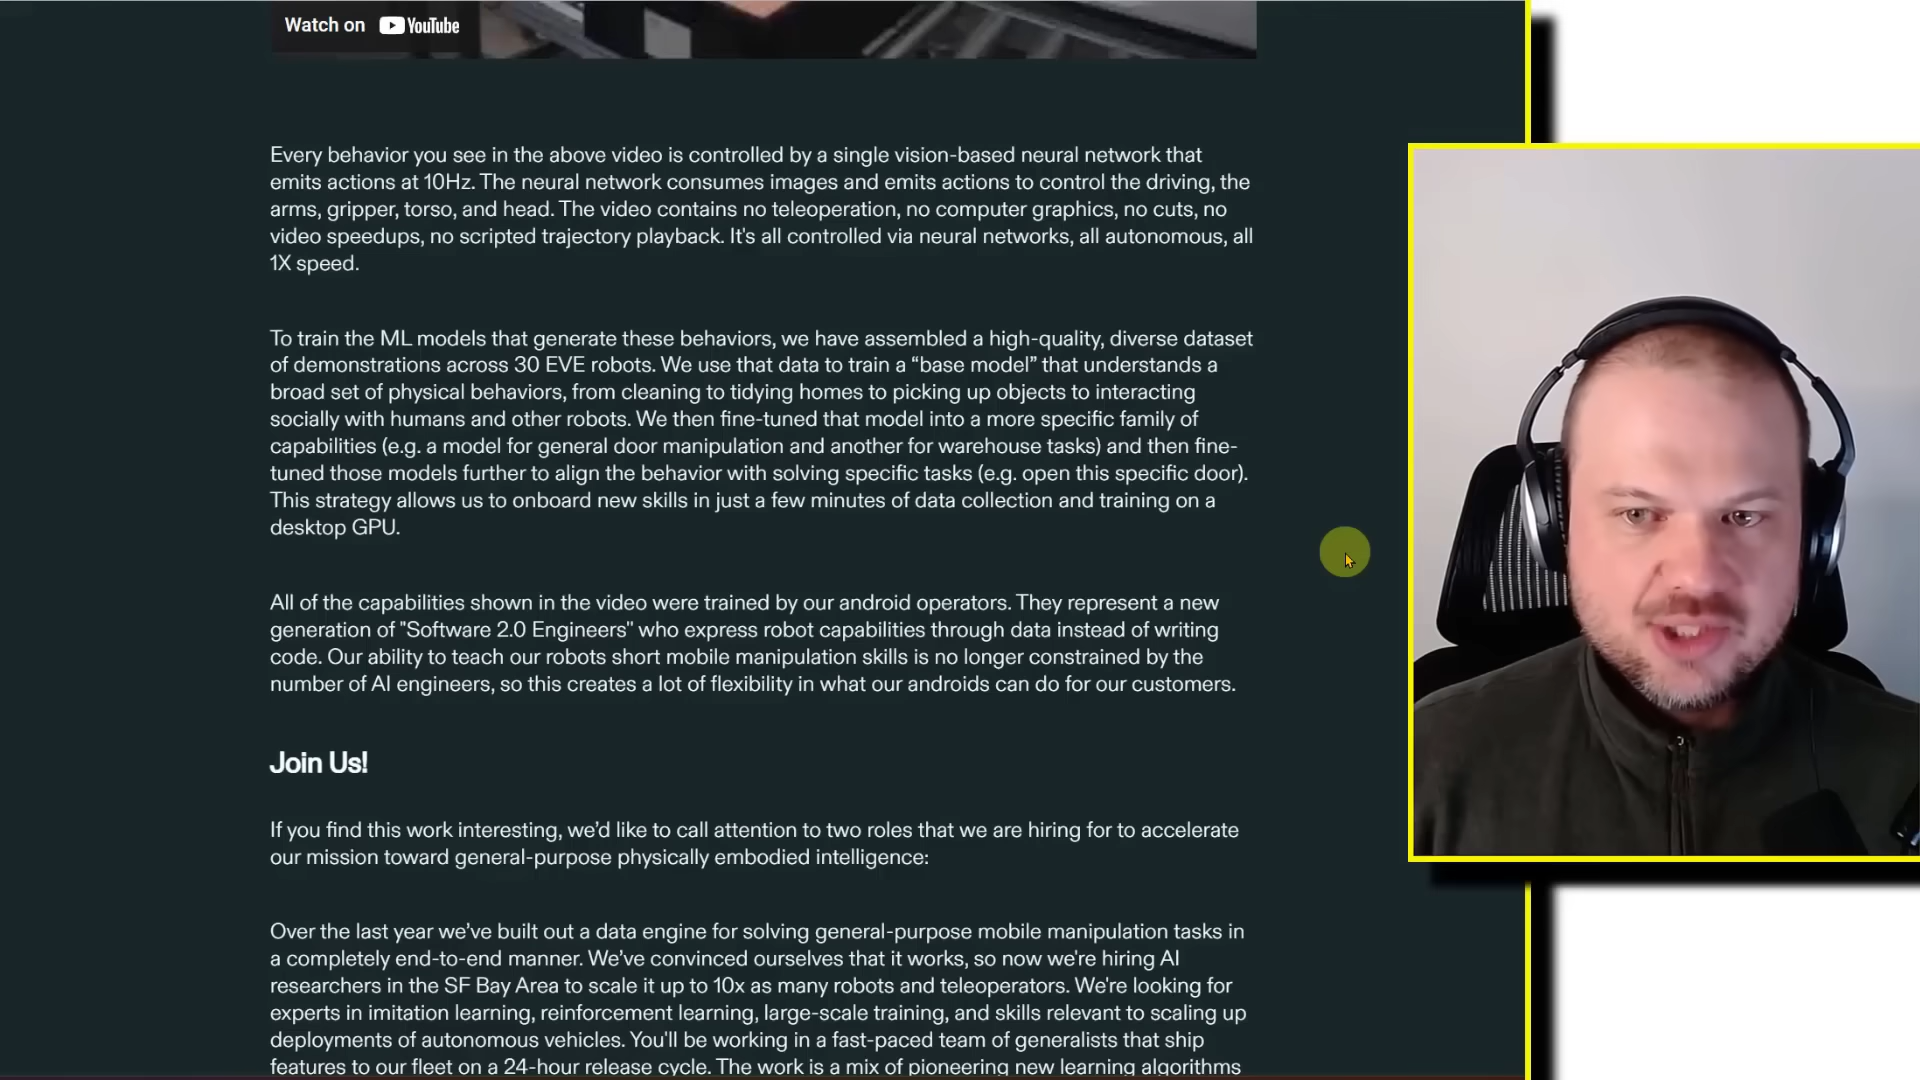 Watch on YouTube
Every behavior you see in the above video is controlled by a single vision-based neural network that
emits actions at 10Hz. The neural network consumes images and emits actions to control the driving, the
arms, gripper, torso, and head. The video contains no teleoperation, no computer graphics, no cuts, no
video speedups, no scripted trajectory playback. It's all controlled via neural networks, all autonomous, all
1X speed.
To train the ML models that generate these behaviors, we have assembled a high-quality, diverse dataset
of demonstrations across 30 EVE robots. We use that data to train a “base model” that understands a
broad set of physical behaviors, from cleaning to tidying homes to picking up objects to interacting
socially with humans and other robots. We then fine-tuned that model into a more specific family of
capabilities (e.g. a model for general door manipulation and another for warehouse tasks) and then fine-
tuned those models further to align the behavior with solving specific tasks (e.g. open this specific door).
This strategy allows us to onboard new skills in just a few minutes of data collection and training on a
desktop GPU.
All of the capabilities shown in the video were trained by our android operators. They represent a new
generation of "Software 2.0 Engineers" who express robot capabilities through data instead of writing
code. Our ability to teach our robots short mobile manipulation skills is no longer constrained by the
number of AI engineers, so this creates a lot of flexibility in what our androids can do for our customers.
Join Us!
If you find this work interesting, we’d like to call attention to two roles that we are hiring for to accelerate
our mission toward general-purpose physically embodied intelligence:
Over the last year we’ve built out a data engine for solving general-purpose mobile manipulation tasks in
a completely end-to-end manner. We’ve convinced ourselves that it works, so now we're hiring AI
researchers in the SF Bay Area to scale it up to 10x as many robots and teleoperators. We're looking for
experts in imitation learning, reinforcement learning, large-scale training, and skills relevant to scaling up
deployments of autonomous vehicles. You'll be working in a fast-paced team of generalists that ship
features to our fleet on a 24-hour release cycle. The work is a mix of pioneering new learning algorithms